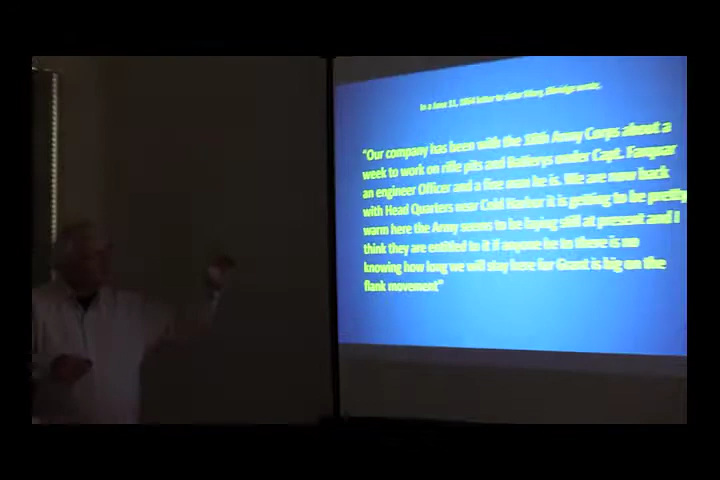 In a June 11, 1864 letter to sister Mary, Elbridge wrote,
"Our company has been with the 18th Army Corps about a
week to work on rifle pits and Batterys under Capt. Farquar
an engineer Officer and a fine man he is. We are now back
with Head Quarters near Cold Harbor it is getting to be pretty
warm here the Army seems to be laying still at present and I
think they are entitled to it if anyone be in there is no
knowing how long we will stay here for Grant is big on the
flank movement"